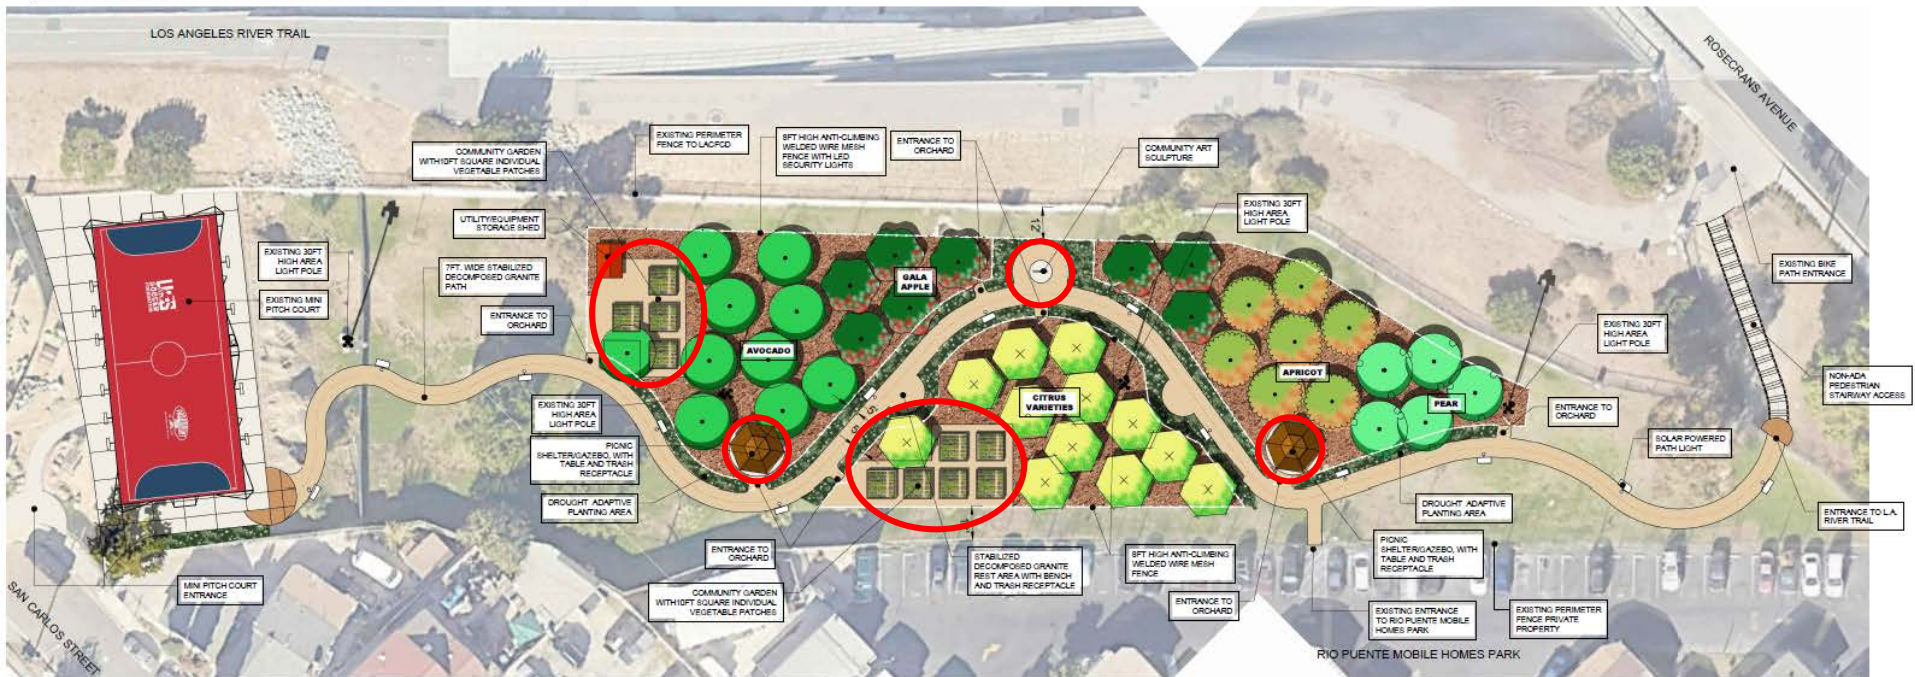 LOS ANGELES RIVER TRAIL
ROSECRANS AVENUE
EXISTING PERIMETER
FENCE TO LACFCD
8FT HIGH ANTI-CLIMBING
WELDED WIRE MESH
FENCE WITH LED
SECURITY LIGHTS
ENTRANCE TO
ORCHARD
COMMUNITY ART
SCULPTURE
COMMUNITY GARDEN
WITH10FT SQUARE INDIVIDUAL
VEGETABLE PATCHES
UTILITY/EQUIPMENT
STORAGE SHED
EXISTING 30FT
HIGH AREA
LIGHT POLE
12
EXISTING 30FT
HIGH AREA
LIGHT POLE
7FT. WIDE STABILIZED
DECOMPOSED GRANITE
PATH
EXISTING BIKE
PATH ENTRANCE
U.S.
SOCCER
FOUNDATION
GALA
APPLE
EXISTING MINI
PITCH COURT
ENTRANCE TO
ORCHARD
EXISTING 30FT
HIGH AREA
LIGHT POLE
AVOCADO
APRICOT
NON-ADA
PEDESTRIAN
STAIRWAY ACCESS
CITRUS
VARIETIES
PEAR
EXISTING 30FT
HIGH AREA
LIGHT POLE
5'
5'
ENTRANCE TO
ORCHARD
PICNIC
SHELTER/GAZEBO, WITH
TABLE AND TRASH
RECEPTACLE
SOLAR POWERED
PATH LIGHT
DROUGHT ADAPTIVE
PLANTING AREA
DROUGHT ADAPTIVE
PLANTING AREA
ENTRANCE TO L.A.
RIVER TRAIL
ENTRANCE TO
ORCHARD
STABILIZED
DECOMPOSED GRANITE
REST AREA WITH BENCH
AND TRASH RECEPTACLE
8FT HIGH ANTI-CLIMBING
WELDED WIRE MESH
FENCE
PICNIC
SHELTER/GAZEBO, WITH
TABLE AND TRASH
RECEPTACLE
MINI PITCH COURT
ENTRANCE
COMMUNITY GARDEN
WITH10FT SQUARE INDIVIDUAL
VEGETABLE PATCHES
ENTRANCE TO
ORCHARD
EXISTING ENTRANCE
TO RIO PUENTE MOBILE
HOMES PARK
EXISTING PERIMETER
FENCE PRIVATE
PROPERTY
SAN CARLOS STREET
RIO PUENTE MOBILE HOMES PARK